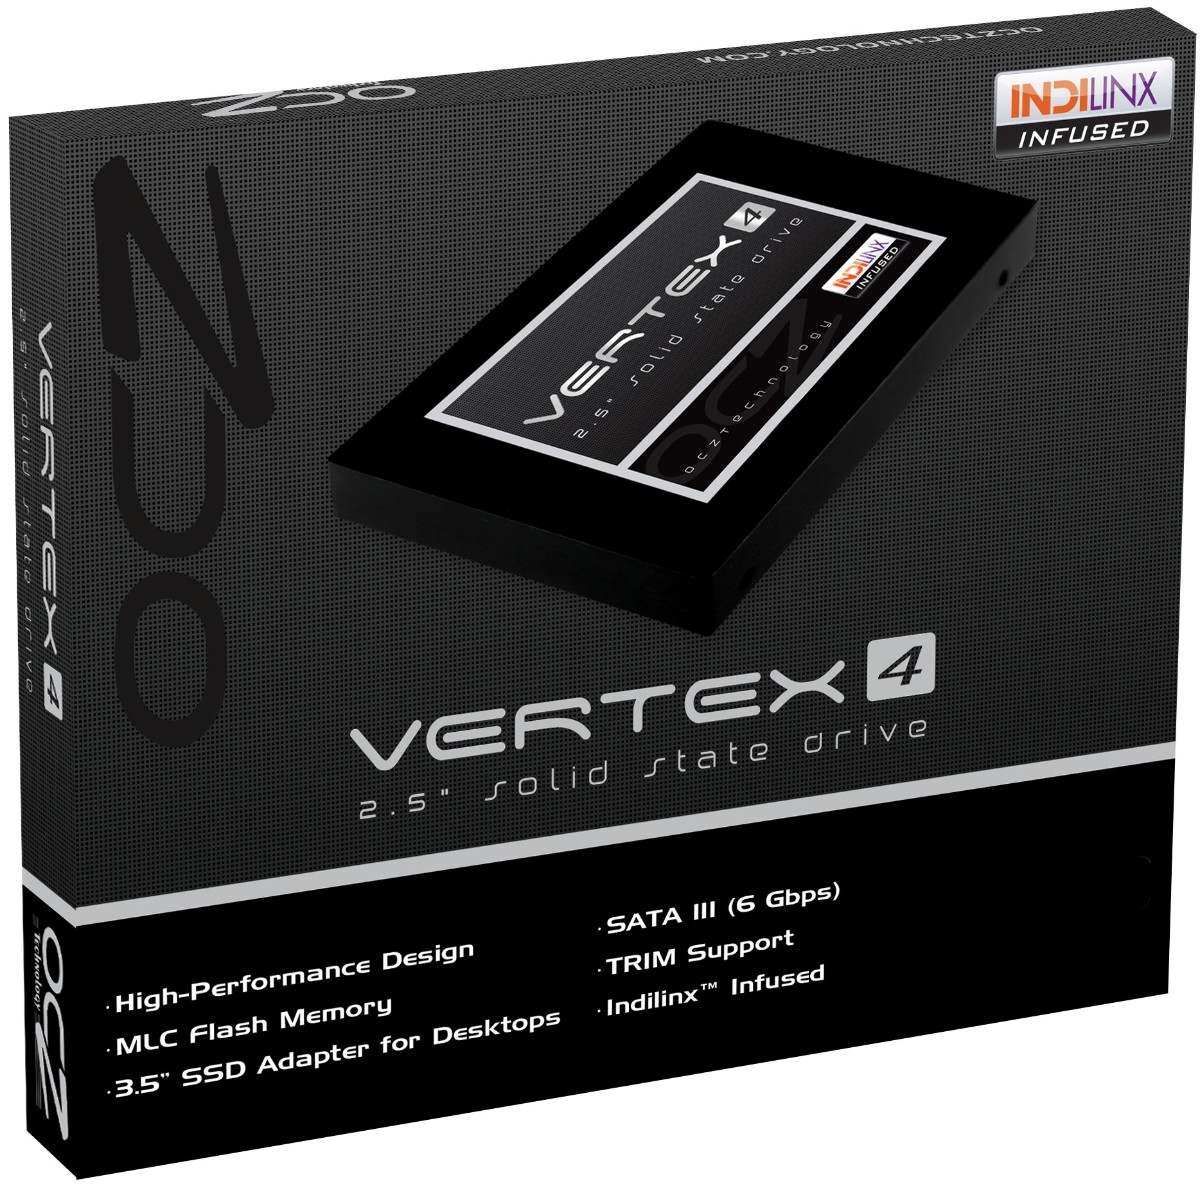 OCZTECHNOLOGY.COM
OCZ
INDILINX
INFUSED
OCZ
VERTEX 4
2.5" solid state drive
INDILINX
INFUSED
OCZ
ocztechnology
VERTEX 4
2.5" solid state drive
VERTEX 4
2.5" solid state drive
· High-Performance Design
· MLC Flash Memory
· 3.5" SSD Adapter for Desktops
· SATA III (6 Gbps)
· TRIM Support
· Indilinx™ Infused
OCZ
Technology